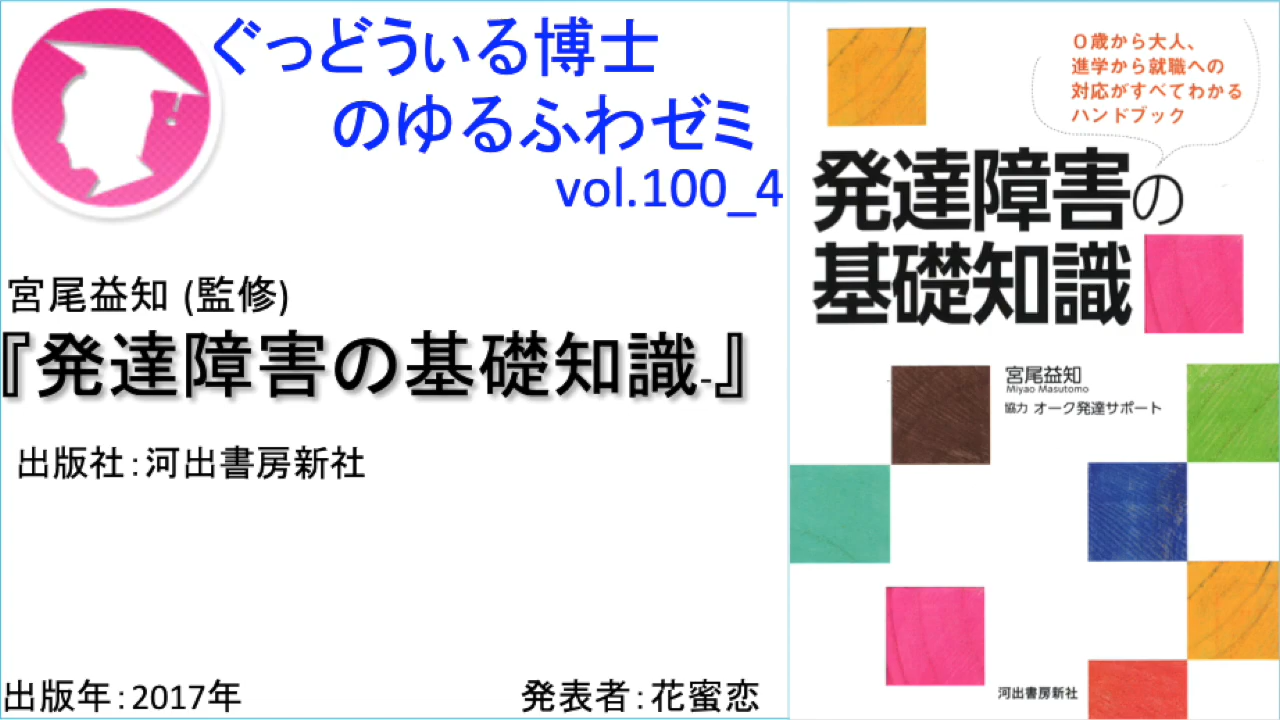 ぐっどうぃる博士
のゆるふわゼミ
vol.100_4
宮尾益知 (監修)
『発達障害の基礎知識-』
出版社：河出書房新社
出版年：2017年
発表者：花蜜恋
0歳から大人、
進学から就職への
対応がすべてわかる
ハンドブック
発達障害の
基礎知識
宮尾益知
Miyao Masutomo
協力 オーク発達サポート
河出書房新社